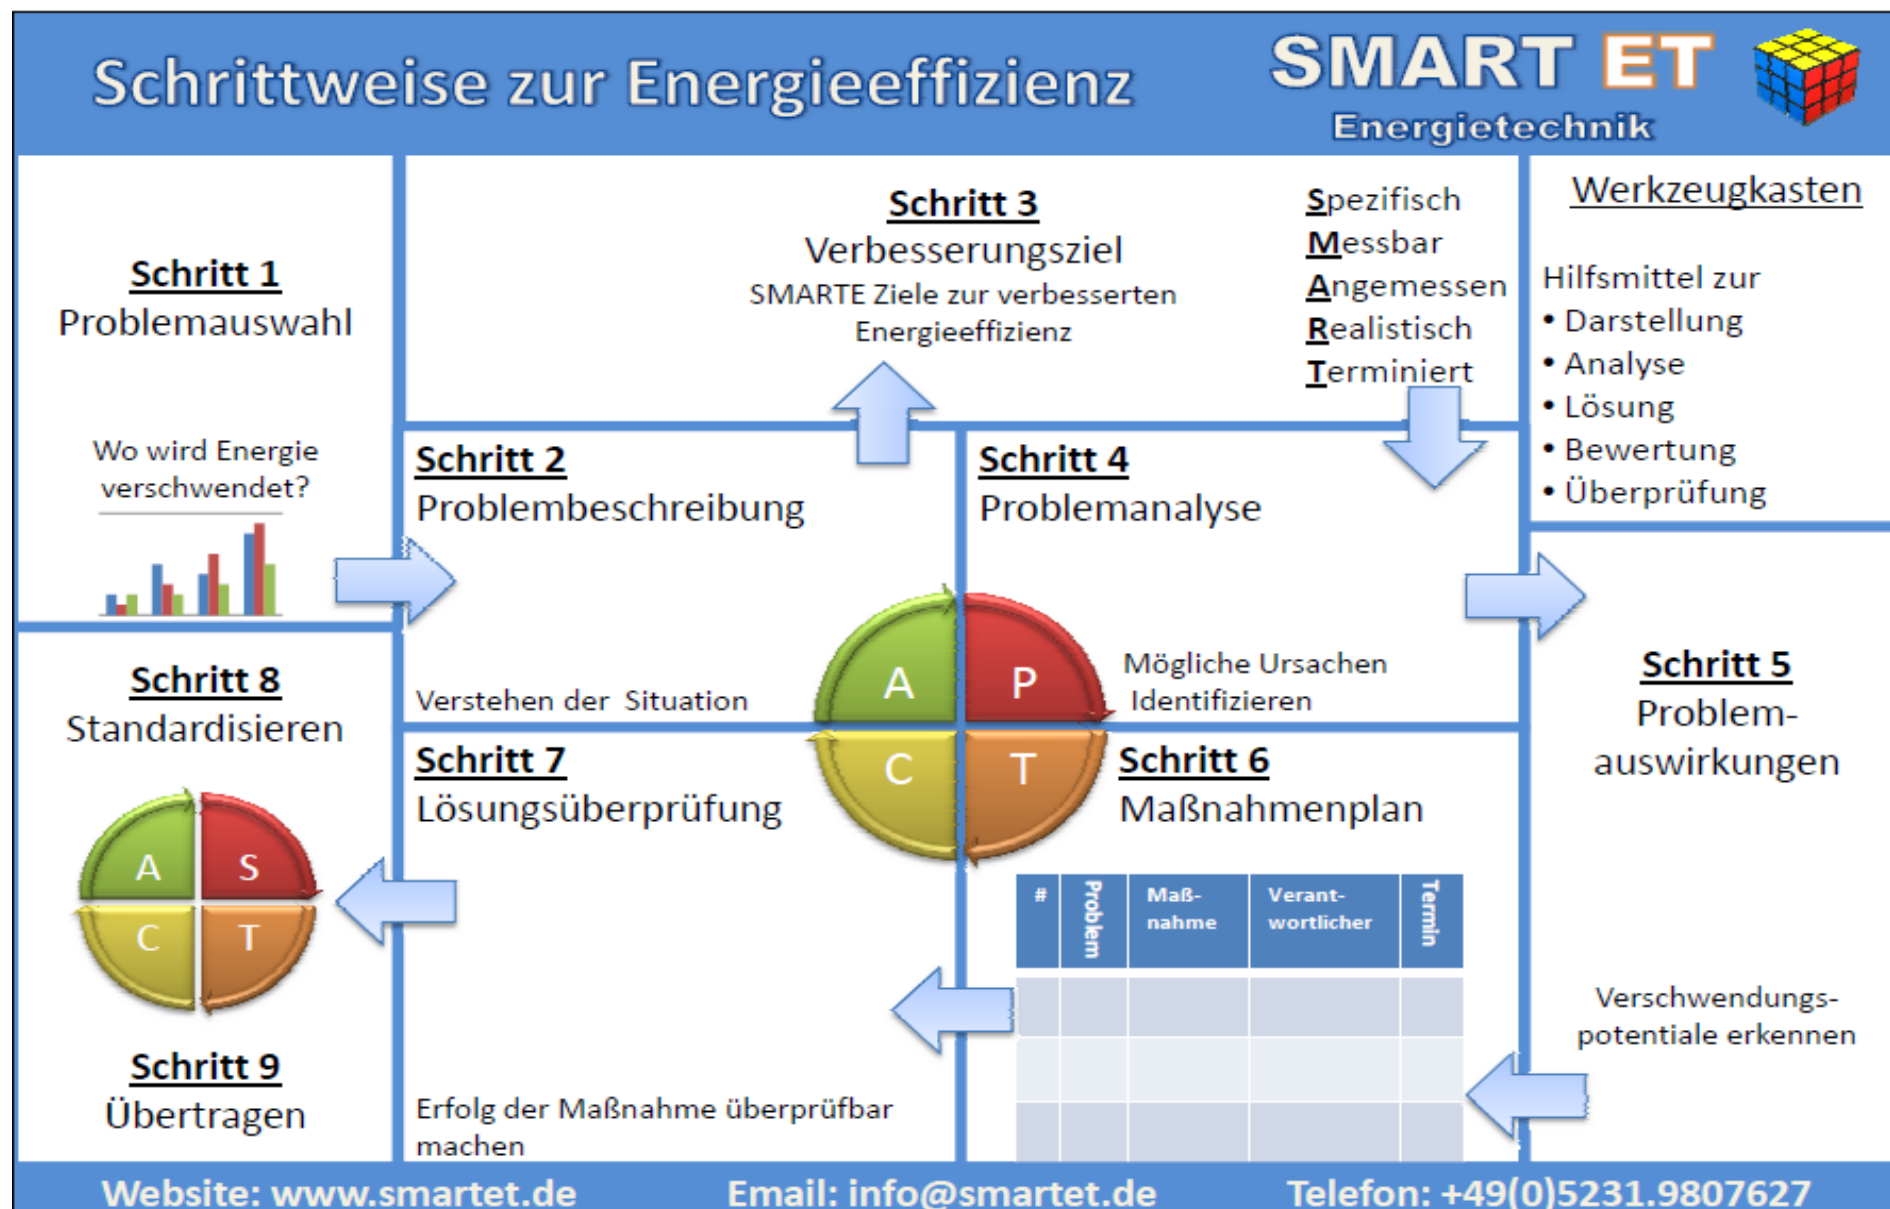 Schrittweise zur Energieeffizienz
SMART ET
Energietechnik
Schritt 1
Problemauswahl
Wo wird Energie
verschwendet?
Schritt 2
Problembeschreibung
Verstehen der Situation
Schritt 3
Verbesserungsziel
SMARTE Ziele zur verbesserten
Energieeffizienz
Spezifisch
Messbar
Angemessen
Realistisch
Terminiert
Schritt 4
Problemanalyse
Mögliche Ursachen
Identifizieren
Werkzeugkasten
Hilfsmittel zur
• Darstellung
• Analyse
• Lösung
• Bewertung
• Überprüfung
Schritt 5
Problem-
auswirkungen
Verschwendungs-
potentiale erkennen
A P
C T
Schritt 6
Maßnahmenplan
# Problem Maß- Verant- Termin
nahme wortlicher
Schritt 7
Lösungsüberprüfung
Erfolg der Maßnahme überprüfbar
machen
Schritt 8
Standardisieren
A S
C T
Schritt 9
Übertragen
Website: www.smartet.de Email: info@smartet.de Telefon: +49(0)5231.9807627